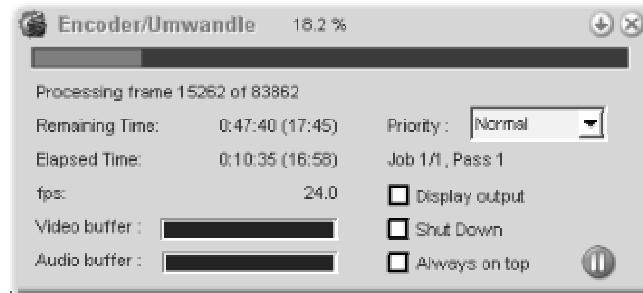 Encoder/Umwandle 18.2 %
Processing frame 15262 of 83862
Remaining Time: 0:47:40 (17:45) Priority : Normal
Elapsed Time: 0:10:35 (16:58) Job 1/1, Pass 1
fps: 24.0 Display output
Video buffer : Shut Down
Audio buffer : Always on top